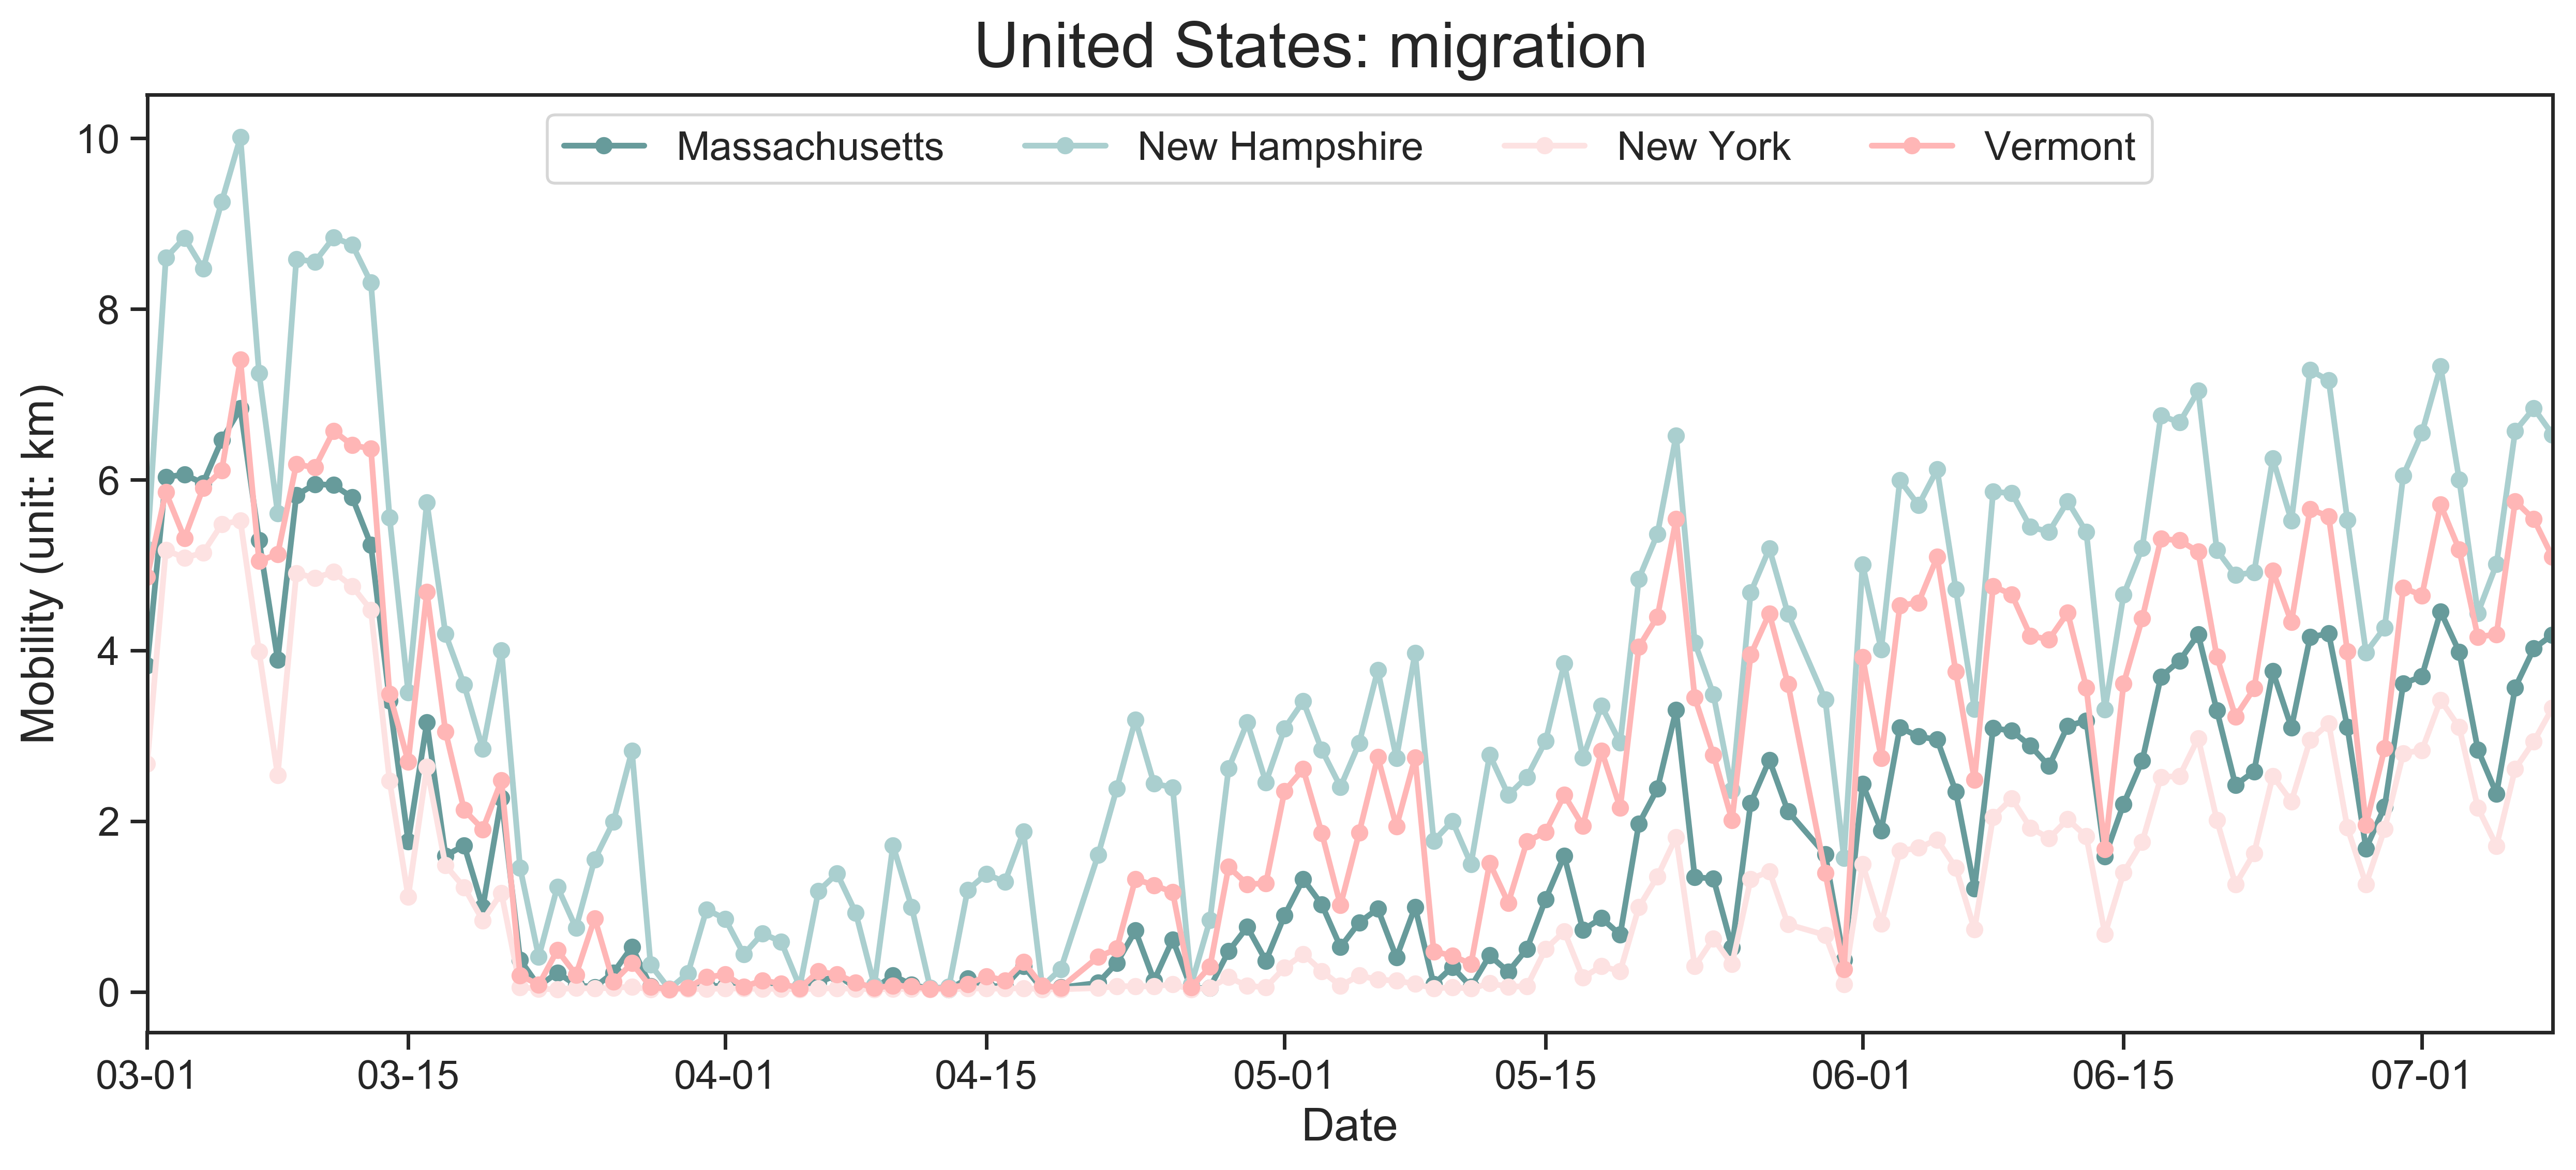 United States: migration
Massachusetts New Hampshire New York Vermont
Mobility (unit: km)
10
8
6
4
2
0
03-01 03-15 04-01 04-15 05-01 05-15 06-01 06-15 07-01
Date